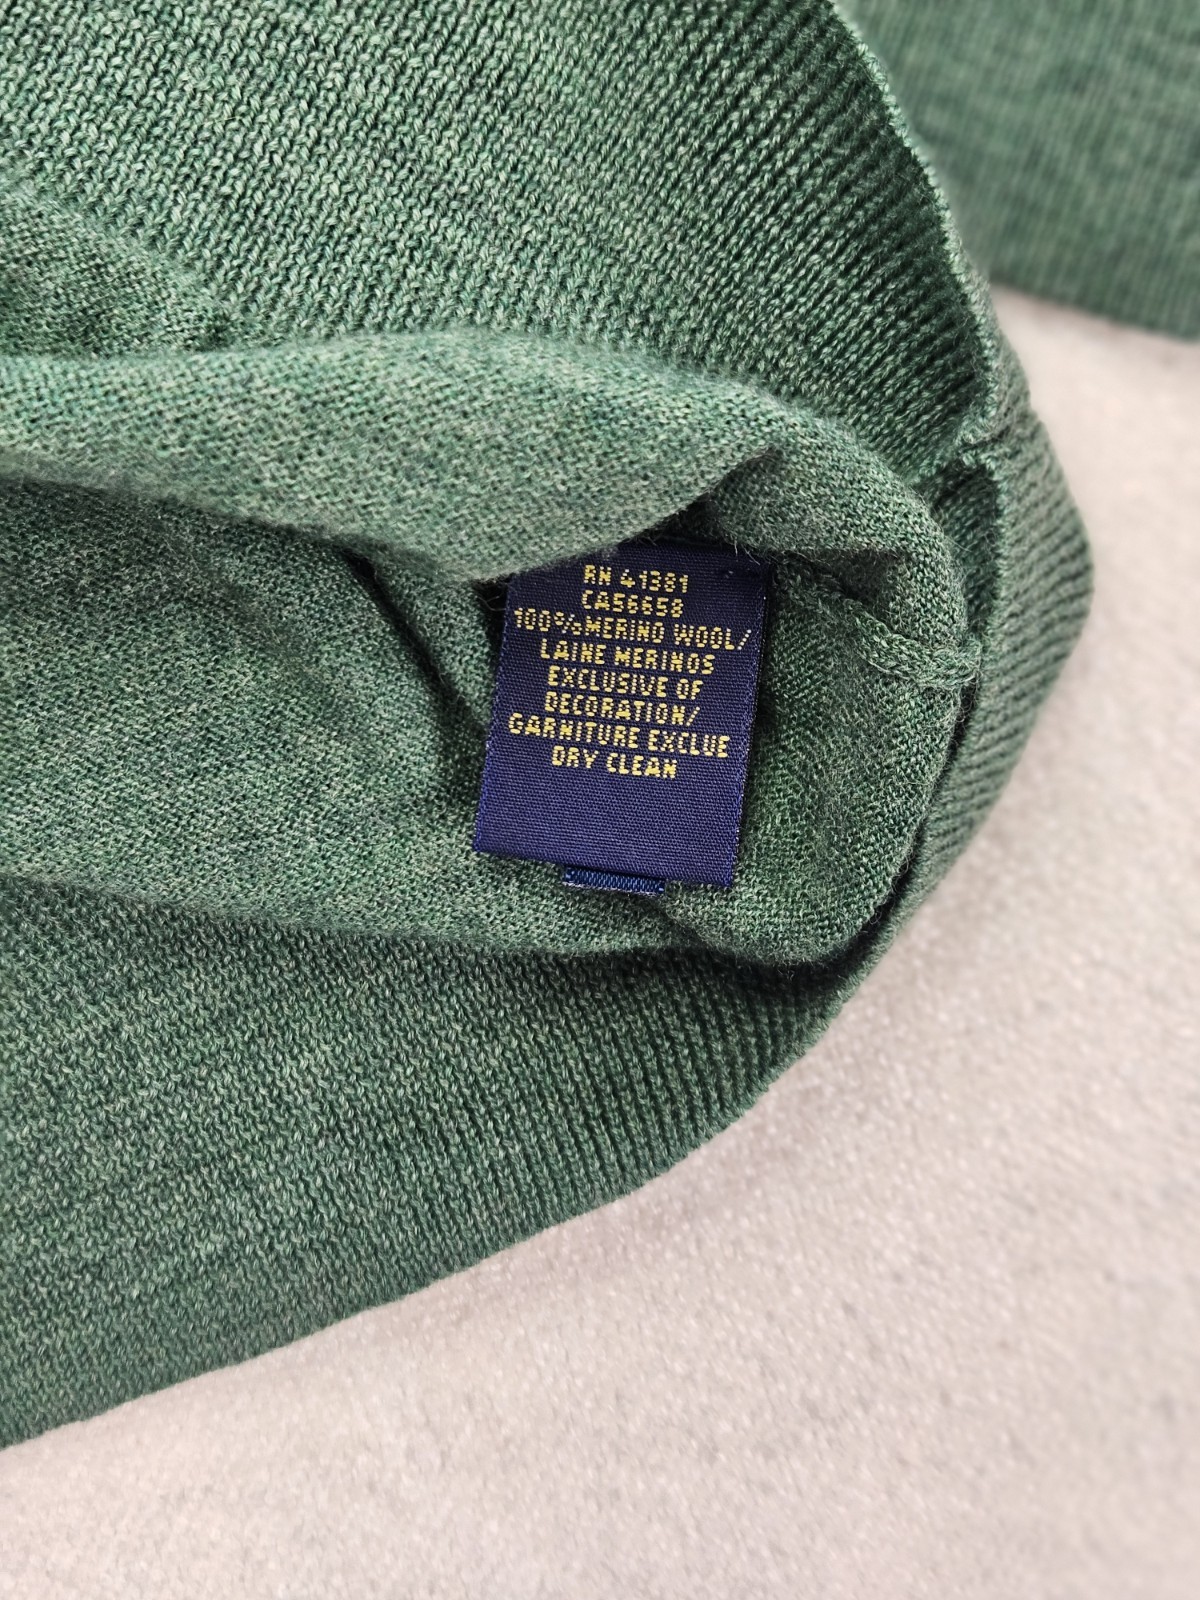 RN 41381
CA56658
100%MERINO WOOL/
LAINE MERINOS
EXCLUSIVE OF
DECORATION/
GARNITURE EXCLUE
DRY CLEAN